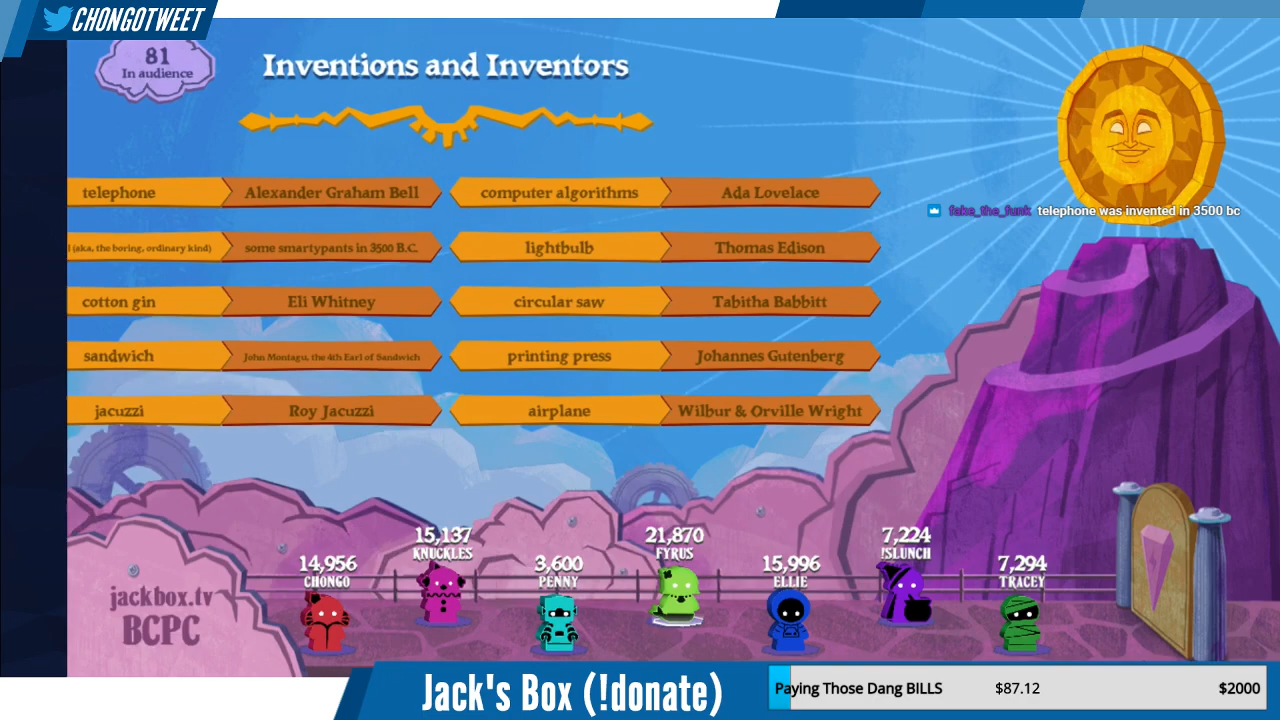 CHONGOTWEET
81
In audience
Inventions and Inventors
telephone Alexander Graham Bell computer algorithms Ada Lovelace
fake_the_funk telephone was invented in 3500 bc
(aka, the boring, ordinary kind) some smartypants in 3500 B.C. lightbulb Thomas Edison
cotton gin Eli Whitney circular saw Tabitha Babbitt
sandwich John Montagu, the 4th Earl of Sandwich printing press Johannes Gutenberg
jacuzzi Roy Jacuzzi airplane Wilbur & Orville Wright
15,137
KNUCKLES
21,870
FYRUS
7,224
!SLUNCH
14,956
CHONGO
3,600
PENNY
15,996
ELLIE
7,294
TRACEY
jackbox.tv
BCPC
Jack's Box (!donate)
Paying Those Dang BILLS $87.12 $2000